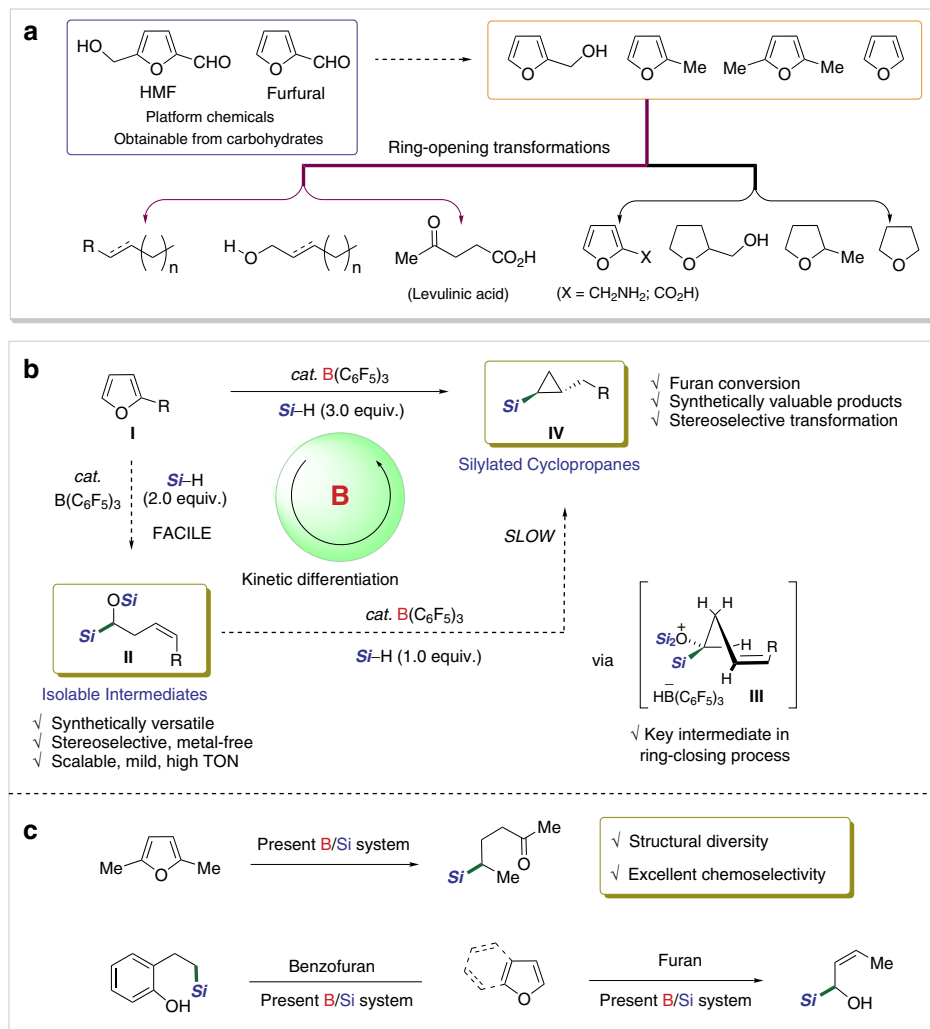 a
HO
O
CHO
HMF
O
CHO
Furfural
Platform chemicals
Obtainable from carbohydrates
O
OH
O
Me
Me
O
Me
O
Ring-opening transformations
R
n
H
O
n
O
Me
CO₂H
(Levulinic acid)
O
X
(X = CH₂NH₂; CO₂H)
O
OH
O
Me
O
b
O
R
I
cat. B(C₆F₅)₃
Si–H (3.0 equiv.)
Si
R
IV
Silylated Cyclopropanes
√ Furan conversion
√ Synthetically valuable products
√ Stereoselective transformation
cat.
B(C₆F₅)₃
Si–H
(2.0 equiv.)
FACILE
B
Kinetic differentiation
SLOW
OSi
Si
R
II
Isolable Intermediates
√ Synthetically versatile
√ Stereoselective, metal-free
√ Scalable, mild, high TON
cat. B(C₆F₅)₃
Si–H (1.0 equiv.)
via
H H
Si₂O
+
H
R
Si
H
HB(C₆F₅)₃
–
III
√ Key intermediate in
ring-closing process
c
Me
O
Me
Present B/Si system
Me
O
Si
Me
√ Structural diversity
√ Excellent chemoselectivity
OH
Si
Benzofuran
Present B/Si system
O
Furan
Present B/Si system
Me
Si
OH